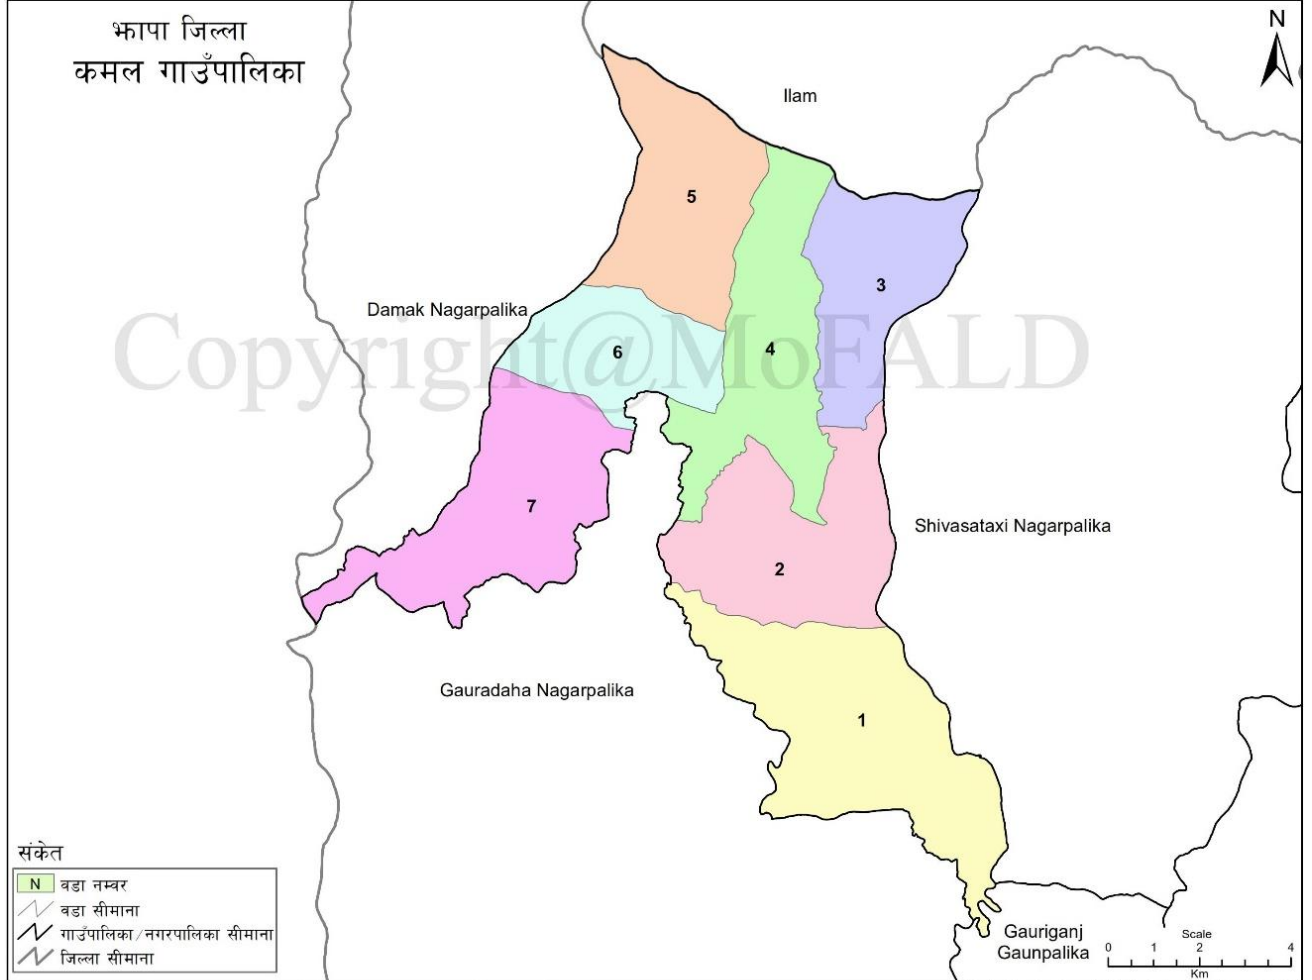 झापा जिल्ला
कमल गाउँपालिका
N
Ilam
5
3
Damak Nagarpalika
Copyright@MoFALD
6
4
7
Shivasataxi Nagarpalika
2
Gauradaha Nagarpalika
1
संकेत
N वडा नम्बर
वडा सीमाना
गाउँपालिका/नगरपालिका सीमाना
जिल्ला सीमाना
Gauriganj
Gaunpalika
Scale
0 1 2 4
Km